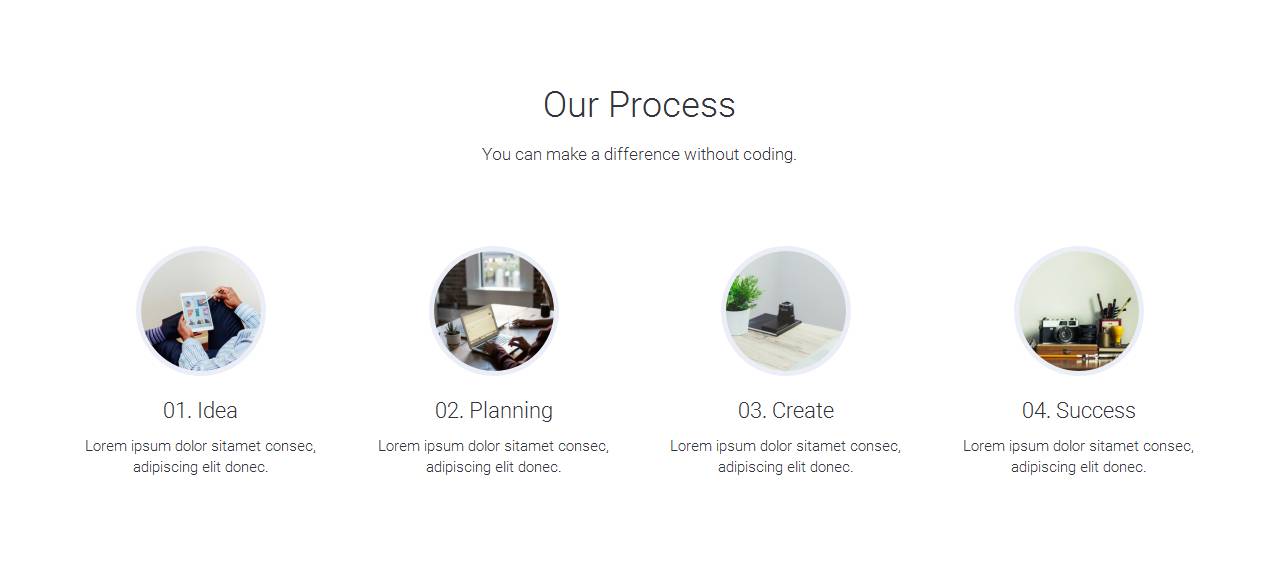 Our Process
You can make a difference without coding.
01. Idea
Lorem ipsum dolor sitamet consec,
adipiscing elit donec.
02. Planning
Lorem ipsum dolor sitamet consec,
adipiscing elit donec.
03. Create
Lorem ipsum dolor sitamet consec,
adipiscing elit donec.
04. Success
Lorem ipsum dolor sitamet consec,
adipiscing elit donec.